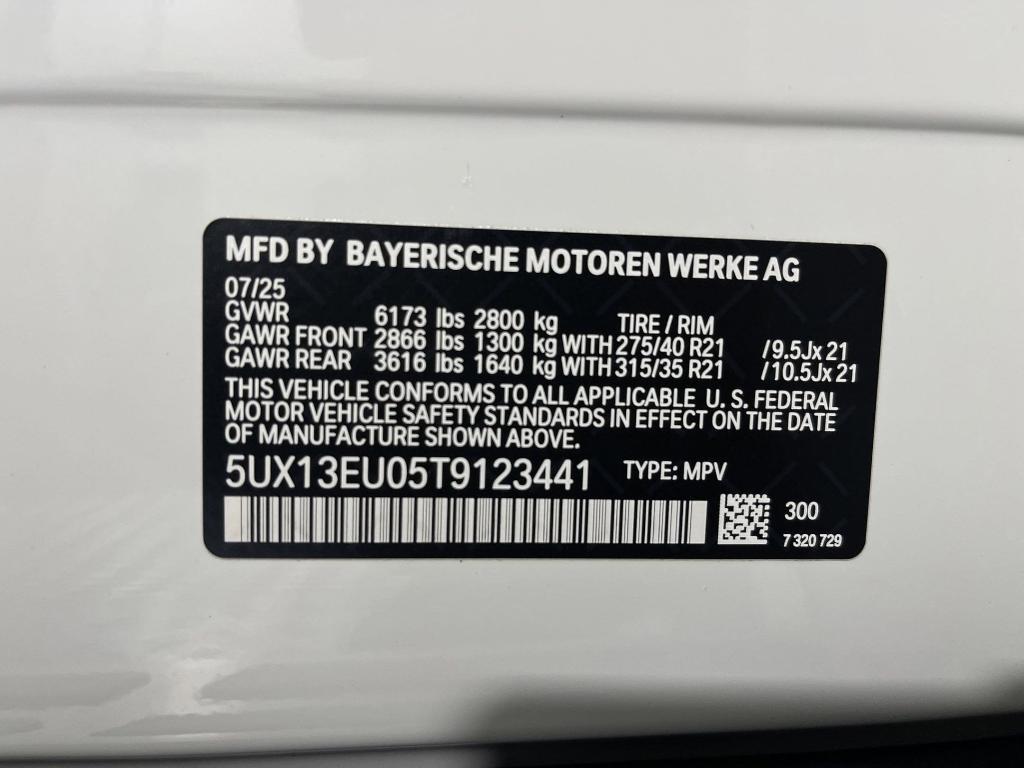 MFD BY BAYERISCHE MOTOREN WERKE AG
07/25
GVWR 6173 lbs 2800 kg TIRE / RIM
GAWR FRONT 2866 lbs 1300 kg WITH 275/40 R21 /9.5Jx 21
GAWR REAR 3616 lbs 1640 kg WITH 315/35 R21 /10.5Jx 21
THIS VEHICLE CONFORMS TO ALL APPLICABLE U. S. FEDERAL
MOTOR VEHICLE SAFETY STANDARDS IN EFFECT ON THE DATE
OF MANUFACTURE SHOWN ABOVE.
5UX13EU05T9123441 TYPE: MPV
300
7 320 729